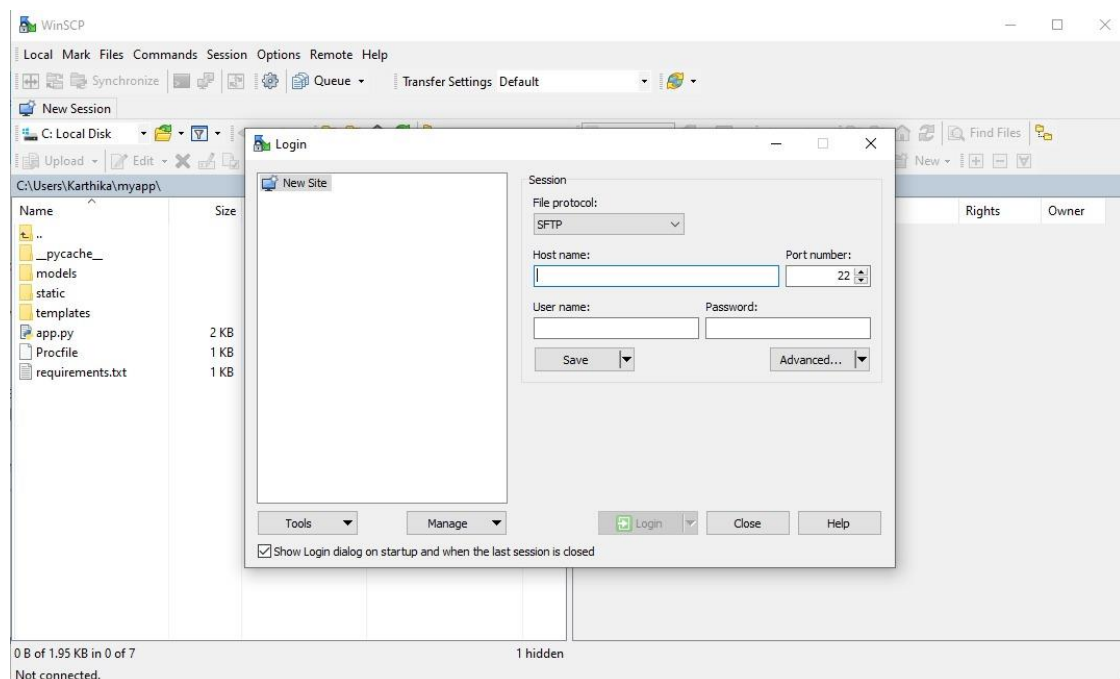 WinSCP
Local Mark Files Commands Session Options Remote Help
Synchronize Queue Transfer Settings Default
New Session
C: Local Disk Find Files
Upload Edit New
C:\Users\Karthika\myapp\
Name Size Rights Owner
..
__pycache__
models
static
templates
app.py 2 KB
Procfile 1 KB
requirements.txt 1 KB
Login
New Site
Session
File protocol:
SFTP
Host name: Port number:
22
User name: Password:
Save Advanced...
Tools Manage Login Close Help
Show Login dialog on startup and when the last session is closed
0 B of 1.95 KB in 0 of 7 1 hidden
Not connected.